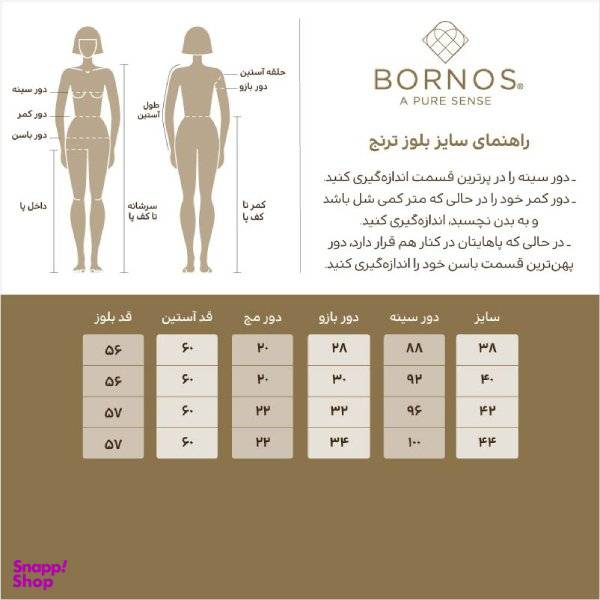 BORNOS®
A PURE SENSE
راهنمای سایز بلوز ترنج
ـ دور سینه را در پرترین قسمت اندازه‌گیری کنید.
ـ دور کمر خود را در حالی که متر کمی شل باشد
و به بدن نچسبد، اندازه‌گیری کنید.
ـ در حالی که پاهایتان در کنار هم قرار دارد، دور
پهن‌ترین قسمت باسن خود را اندازه‌گیری کنید.
حلقه آستین
دور بازو
طول
آستین
دور سینه
دور کمر
دور باسن
داخل پا
سرشانه
تا کف پا
کمر تا
کف پا
سایز دور سینه دور بازو دور مچ قد آستین قد بلوز
۳۸ ۸۸ ۲۸ ۲۰ ۶۰ ۵۶
۴۰ ۹۲ ۳۰ ۲۰ ۶۰ ۵۶
۴۲ ۹۶ ۳۲ ۲۲ ۶۰ ۵۷
۴۴ ۱۰۰ ۳۴ ۲۲ ۶۰ ۵۷
Snapp!
Shop